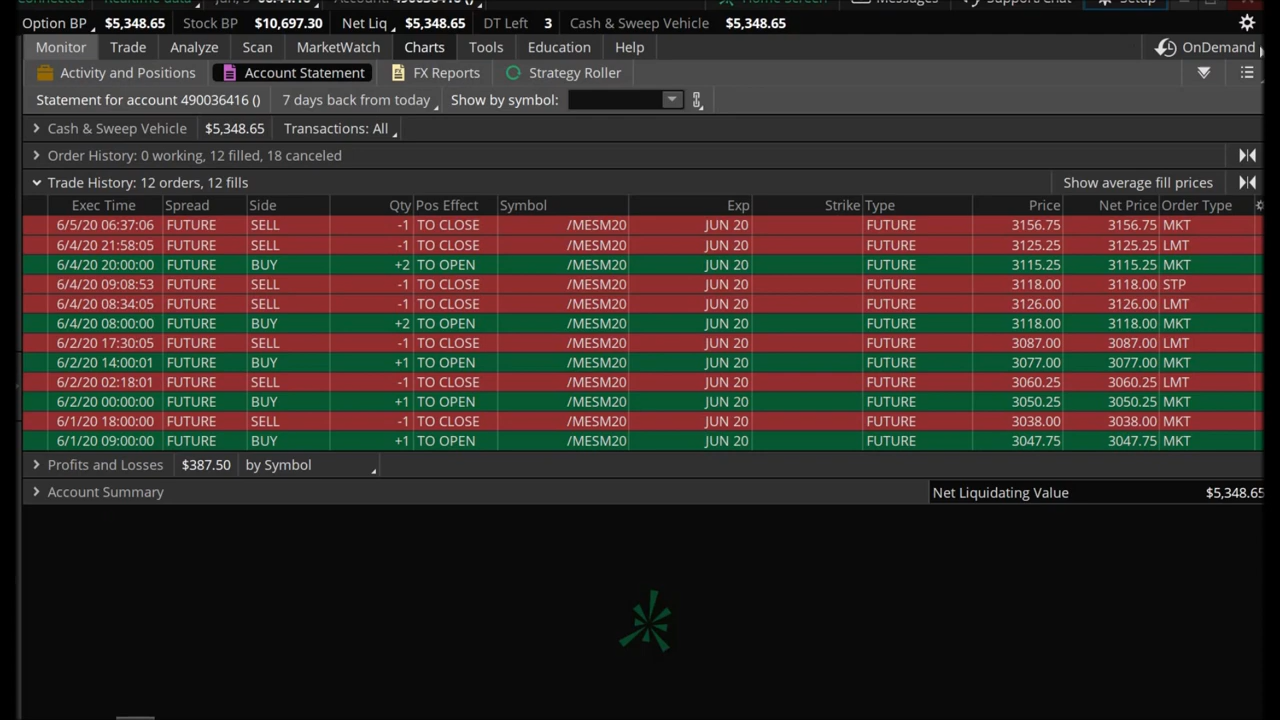 Connected Realtime data Account: 490036416 () Home Screen Messages Support/Chat Setup
Option BP $5,348.65 Stock BP $10,697.30 Net Liq $5,348.65 DT Left 3 Cash & Sweep Vehicle $5,348.65
Monitor Trade Analyze Scan MarketWatch Charts Tools Education Help OnDemand
Activity and Positions Account Statement FX Reports Strategy Roller
Statement for account 490036416 () 7 days back from today Show by symbol:
Cash & Sweep Vehicle $5,348.65 Transactions: All
Order History: 0 working, 12 filled, 18 canceled
Trade History: 12 orders, 12 fills Show average fill prices
Exec Time Spread Side Qty Pos Effect Symbol Exp Strike Type Price Net Price Order Type
6/5/20 06:37:06 FUTURE SELL -1 TO CLOSE /MESM20 JUN 20 FUTURE 3156.75 3156.75 MKT
6/4/20 21:58:05 FUTURE SELL -1 TO CLOSE /MESM20 JUN 20 FUTURE 3125.25 3125.25 LMT
6/4/20 20:00:00 FUTURE BUY +2 TO OPEN /MESM20 JUN 20 FUTURE 3115.25 3115.25 MKT
6/4/20 09:08:53 FUTURE SELL -1 TO CLOSE /MESM20 JUN 20 FUTURE 3118.00 3118.00 STP
6/4/20 08:34:05 FUTURE SELL -1 TO CLOSE /MESM20 JUN 20 FUTURE 3126.00 3126.00 LMT
6/4/20 08:00:00 FUTURE BUY +2 TO OPEN /MESM20 JUN 20 FUTURE 3118.00 3118.00 MKT
6/2/20 17:30:05 FUTURE SELL -1 TO CLOSE /MESM20 JUN 20 FUTURE 3087.00 3087.00 LMT
6/2/20 14:00:01 FUTURE BUY +1 TO OPEN /MESM20 JUN 20 FUTURE 3077.00 3077.00 MKT
6/2/20 02:18:01 FUTURE SELL -1 TO CLOSE /MESM20 JUN 20 FUTURE 3060.25 3060.25 LMT
6/2/20 00:00:00 FUTURE BUY +1 TO OPEN /MESM20 JUN 20 FUTURE 3050.25 3050.25 MKT
6/1/20 18:00:00 FUTURE SELL -1 TO CLOSE /MESM20 JUN 20 FUTURE 3038.00 3038.00 MKT
6/1/20 09:00:00 FUTURE BUY +1 TO OPEN /MESM20 JUN 20 FUTURE 3047.75 3047.75 MKT
Profits and Losses $387.50 by Symbol
Account Summary Net Liquidating Value $5,348.65